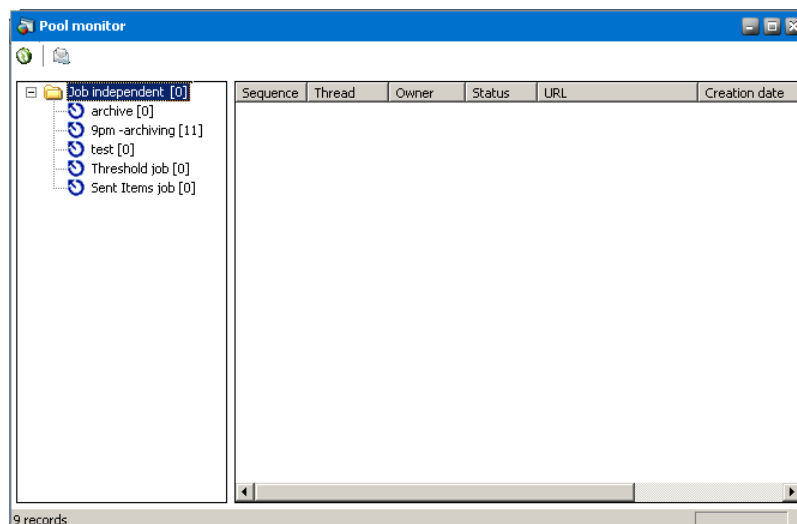 Pool monitor
Job independent [0]
archive [0]
9pm -archiving [11]
test [0]
Threshold job [0]
Sent Items job [0]
Sequence Thread Owner Status URL Creation date
9 records